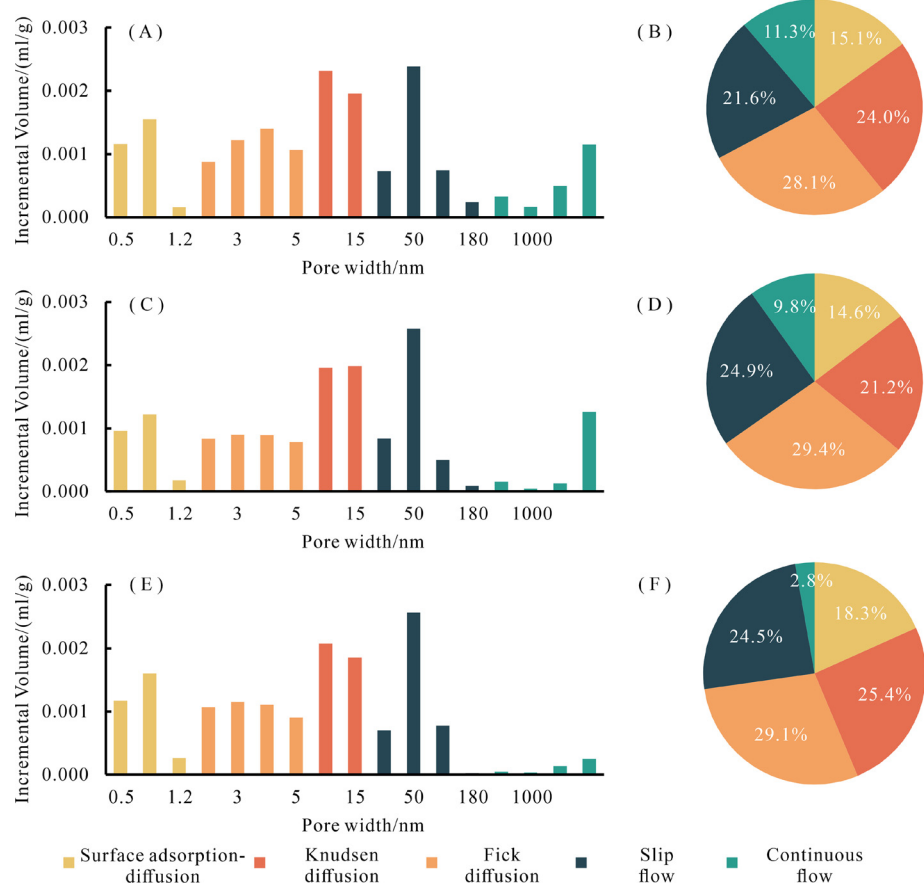 (A)
Incremental Volume/(ml/g)
0.003
0.002
0.001
0.000
0.5 1.2 3 5 15 50 180 1000
Pore width/nm
(B)
11.3%
15.1%
21.6%
24.0%
28.1%
(C)
Incremental Volume/(ml/g)
0.003
0.002
0.001
0.000
0.5 1.2 3 5 15 50 180 1000
Pore width/nm
(D)
9.8%
14.6%
24.9%
21.2%
29.4%
(E)
Incremental Volume/(ml/g)
0.003
0.002
0.001
0.000
0.5 1.2 3 5 15 50 180 1000
Pore width/nm
(F)
2.8%
18.3%
24.5%
25.4%
29.1%
Surface adsorption-
diffusion
Knudsen
diffusion
Fick
diffusion
Slip
flow
Continuous
flow